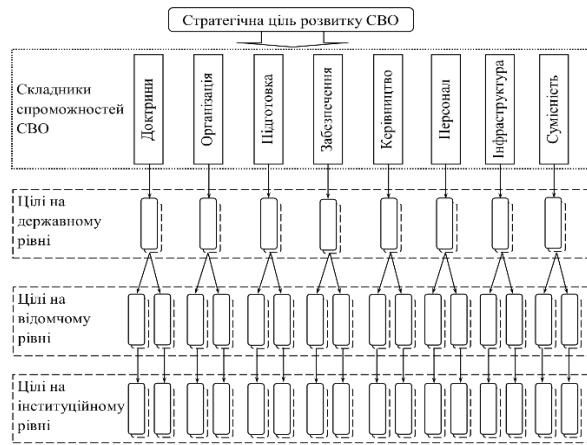 Стратегічна ціль розвитку СВО
Складники
спроможностей
СВО
Доктрини
Організація
Підготовка
Забезпечення
Керівництво
Персонал
Інфраструктура
Сумісність
Цілі на
державному
рівні
Цілі на
відомчому
рівні
Цілі на
інституційному
рівні